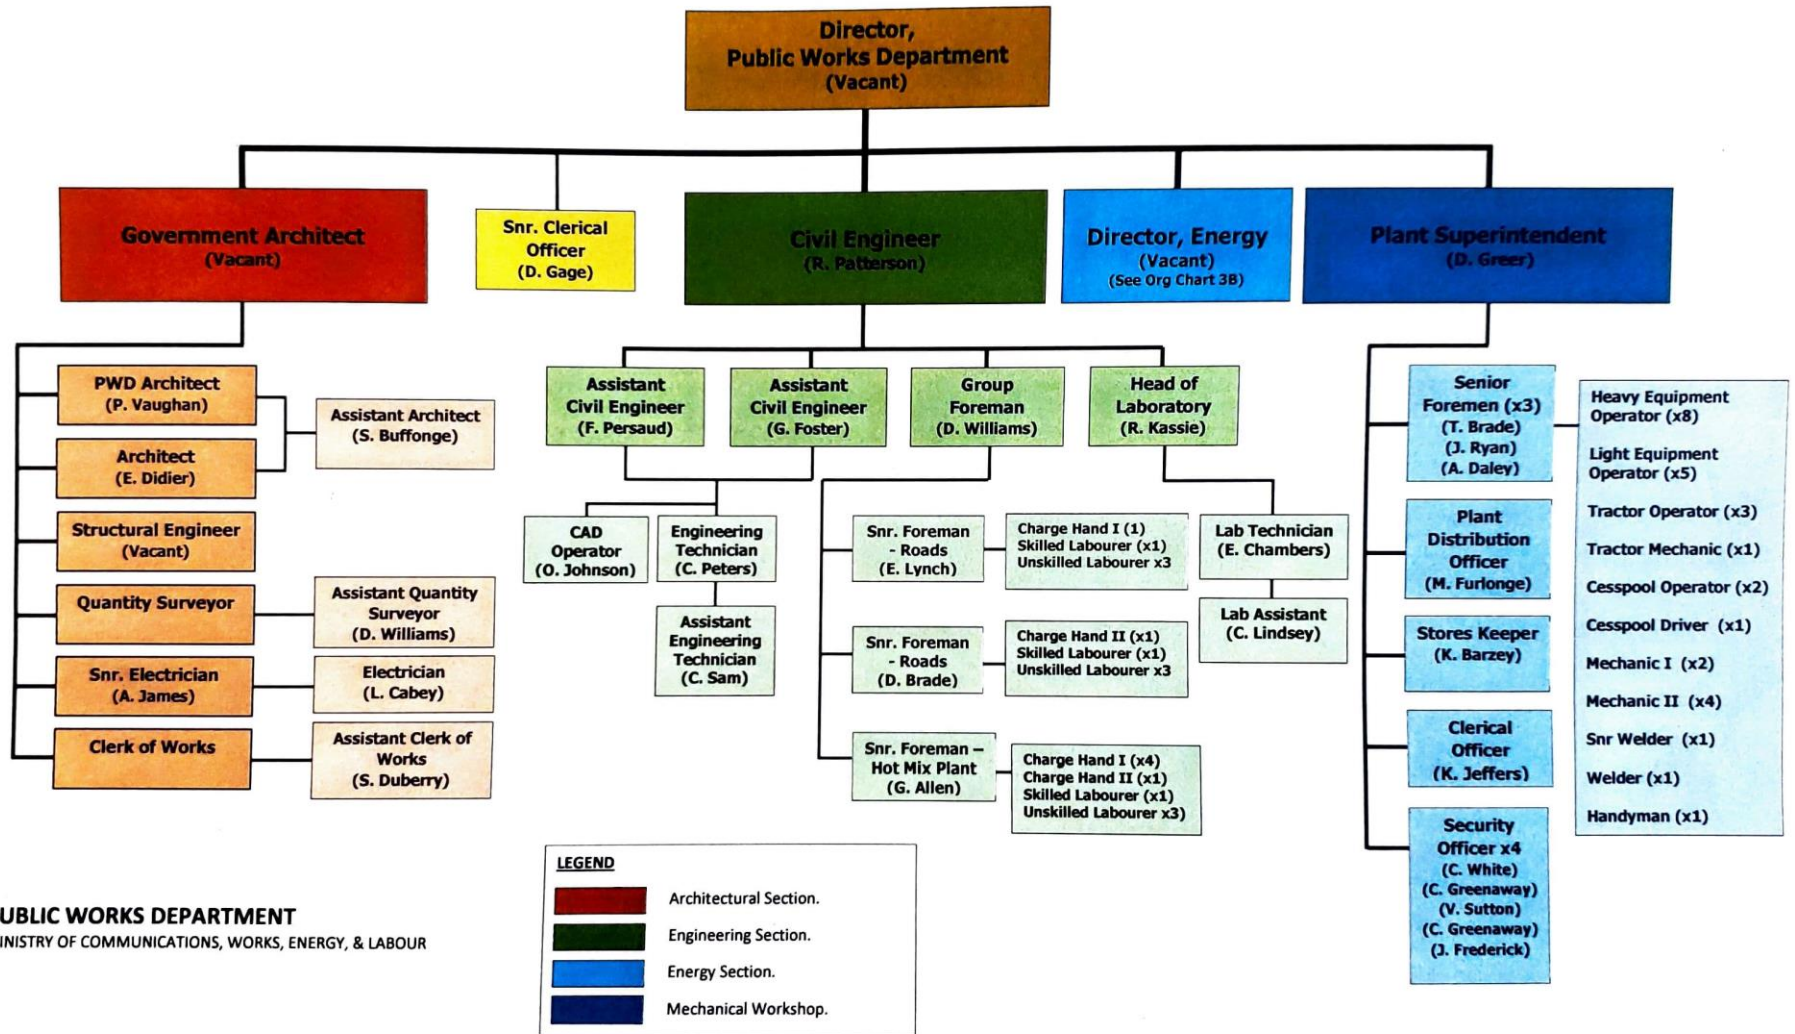 Director,
Public Works Department
(Vacant)
Government Architect
(Vacant)
Snr. Clerical
Officer
(D. Gage)
Civil Engineer
(R. Patterson)
Director, Energy
(Vacant)
(See Org Chart 3B)
Plant Superintendent
(D. Greer)
PWD Architect
(P. Vaughan)
Architect
(E. Didier)
Assistant Architect
(S. Buffonge)
Structural Engineer
(Vacant)
Quantity Surveyor
Assistant Quantity
Surveyor
(D. Williams)
Snr. Electrician
(A. James)
Electrician
(L. Cabey)
Clerk of Works
Assistant Clerk of
Works
(S. Duberry)
Assistant
Civil Engineer
(F. Persaud)
Assistant
Civil Engineer
(G. Foster)
Group
Foreman
(D. Williams)
Head of
Laboratory
(R. Kassie)
CAD
Operator
(O. Johnson)
Engineering
Technician
(C. Peters)
Assistant
Engineering
Technician
(C. Sam)
Snr. Foreman
- Roads
(E. Lynch)
Charge Hand I (1)
Skilled Labourer (x1)
Unskilled Labourer x3
Snr. Foreman
- Roads
(D. Brade)
Charge Hand II (x1)
Skilled Labourer (x1)
Unskilled Labourer x3
Snr. Foreman –
Hot Mix Plant
(G. Allen)
Charge Hand I (x4)
Charge Hand II (x1)
Skilled Labourer (x1)
Unskilled Labourer x3)
Lab Technician
(E. Chambers)
Lab Assistant
(C. Lindsey)
Senior
Foremen (x3)
(T. Brade)
(J. Ryan)
(A. Daley)
Plant
Distribution
Officer
(M. Furlonge)
Stores Keeper
(K. Barzey)
Clerical
Officer
(K. Jeffers)
Security
Officer x4
(C. White)
(C. Greenaway)
(V. Sutton)
(C. Greenaway)
(J. Frederick)
Heavy Equipment
Operator (x8)
Light Equipment
Operator (x5)
Tractor Operator (x3)
Tractor Mechanic (x1)
Cesspool Operator (x2)
Cesspool Driver (x1)
Mechanic I (x2)
Mechanic II (x4)
Snr Welder (x1)
Welder (x1)
Handyman (x1)
LEGEND
Architectural Section.
Engineering Section.
Energy Section.
Mechanical Workshop.
UBLIC WORKS DEPARTMENT
INISTRY OF COMMUNICATIONS, WORKS, ENERGY, & LABOUR